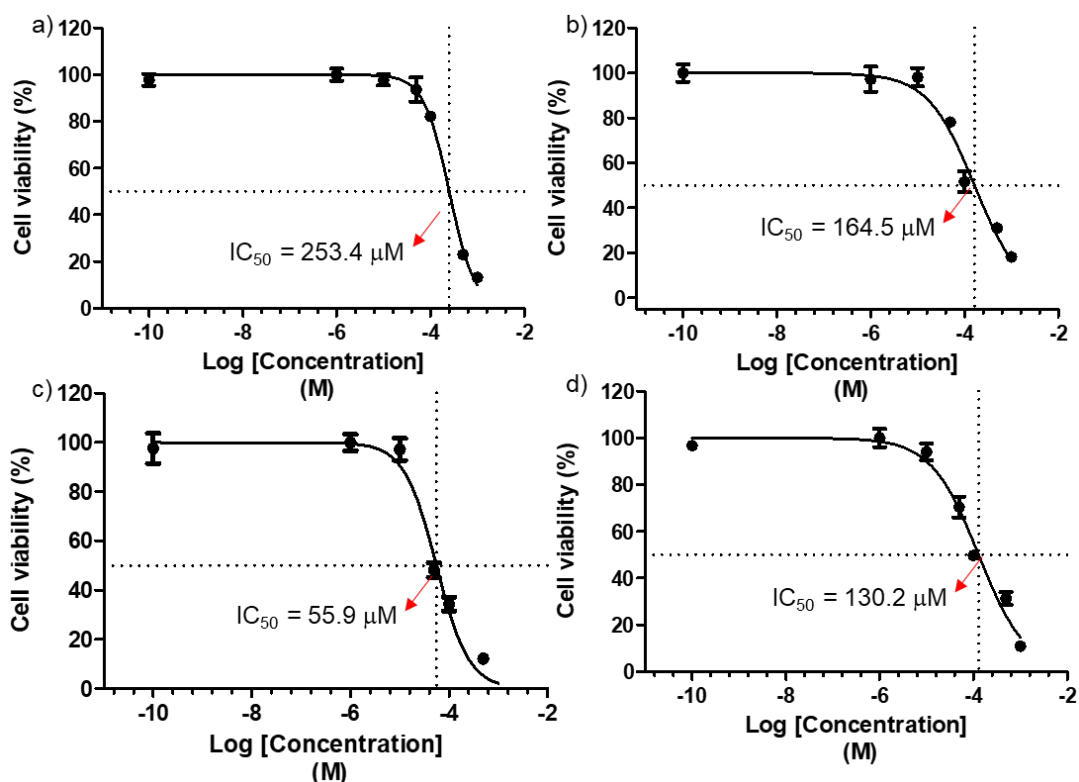 a)
120
100
80
60
40
20
0
Cell viability (%)
IC50 = 253.4 μM
-10 -8 -6 -4 -2
Log [Concentration]
(M)
b)
120
100
80
60
40
20
0
Cell viability (%)
IC50 = 164.5 μM
-10 -8 -6 -4 -2
Log [Concentration]
(M)
c)
120
100
80
60
40
20
0
Cell viability (%)
IC50 = 55.9 μM
-10 -8 -6 -4 -2
Log [Concentration]
(M)
d)
120
100
80
60
40
20
0
Cell viability (%)
IC50 = 130.2 μM
-10 -8 -6 -4 -2
Log [Concentration]
(M)